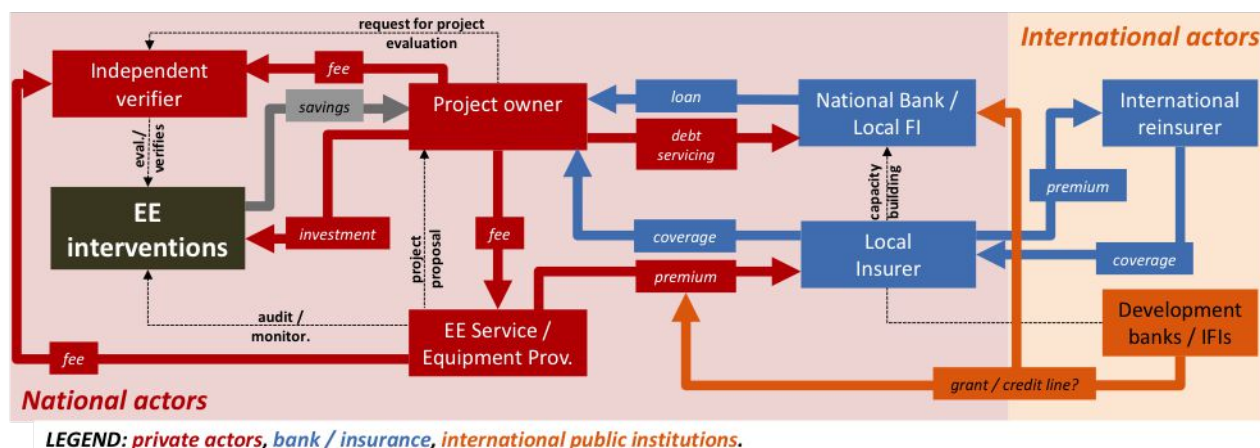 request for project
evaluation
International actors
Independent
verifier
fee
Project owner
loan
National Bank /
Local FI
International
reinsurer
savings
debt
servicing
eval./
verifies
EE
interventions
investment
project
proposal
fee
coverage
capacity
building
Local
Insurer
premium
coverage
premium
audit /
monitor.
EE Service /
Equipment Prov.
Development
banks / IFIs
fee
grant / credit line?
National actors
LEGEND: private actors, bank / insurance, international public institutions.